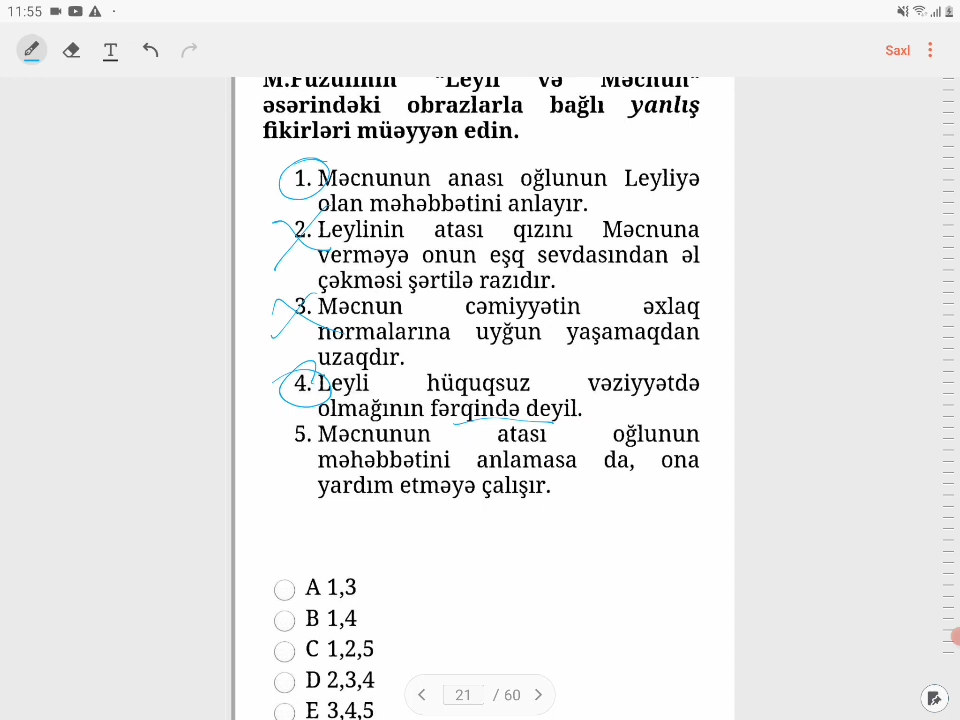 11:55
T
Saxl
M.Füzulinin "Leyli və Məcnun"
əsərindəki obrazlarla bağlı yanlış
fikirləri müəyyən edin.
1. Məcnunun anası oğlunun Leyliyə
olan məhəbbətini anlayır.
2. Leylinin atası qızını Məcnuna
verməyə onun eşq sevdasından əl
çəkməsi şərtilə razıdır.
3. Məcnun cəmiyyətin əxlaq
normalarına uyğun yaşamaqdan
uzaqdır.
4. Leyli hüquqsuz vəziyyətdə
olmağının fərqində deyil.
5. Məcnunun atası oğlunun
məhəbbətini anlamasa da, ona
yardım etməyə çalışır.
A 1,3
B 1,4
C 1,2,5
D 2,3,4
E 3,4,5
21 / 60